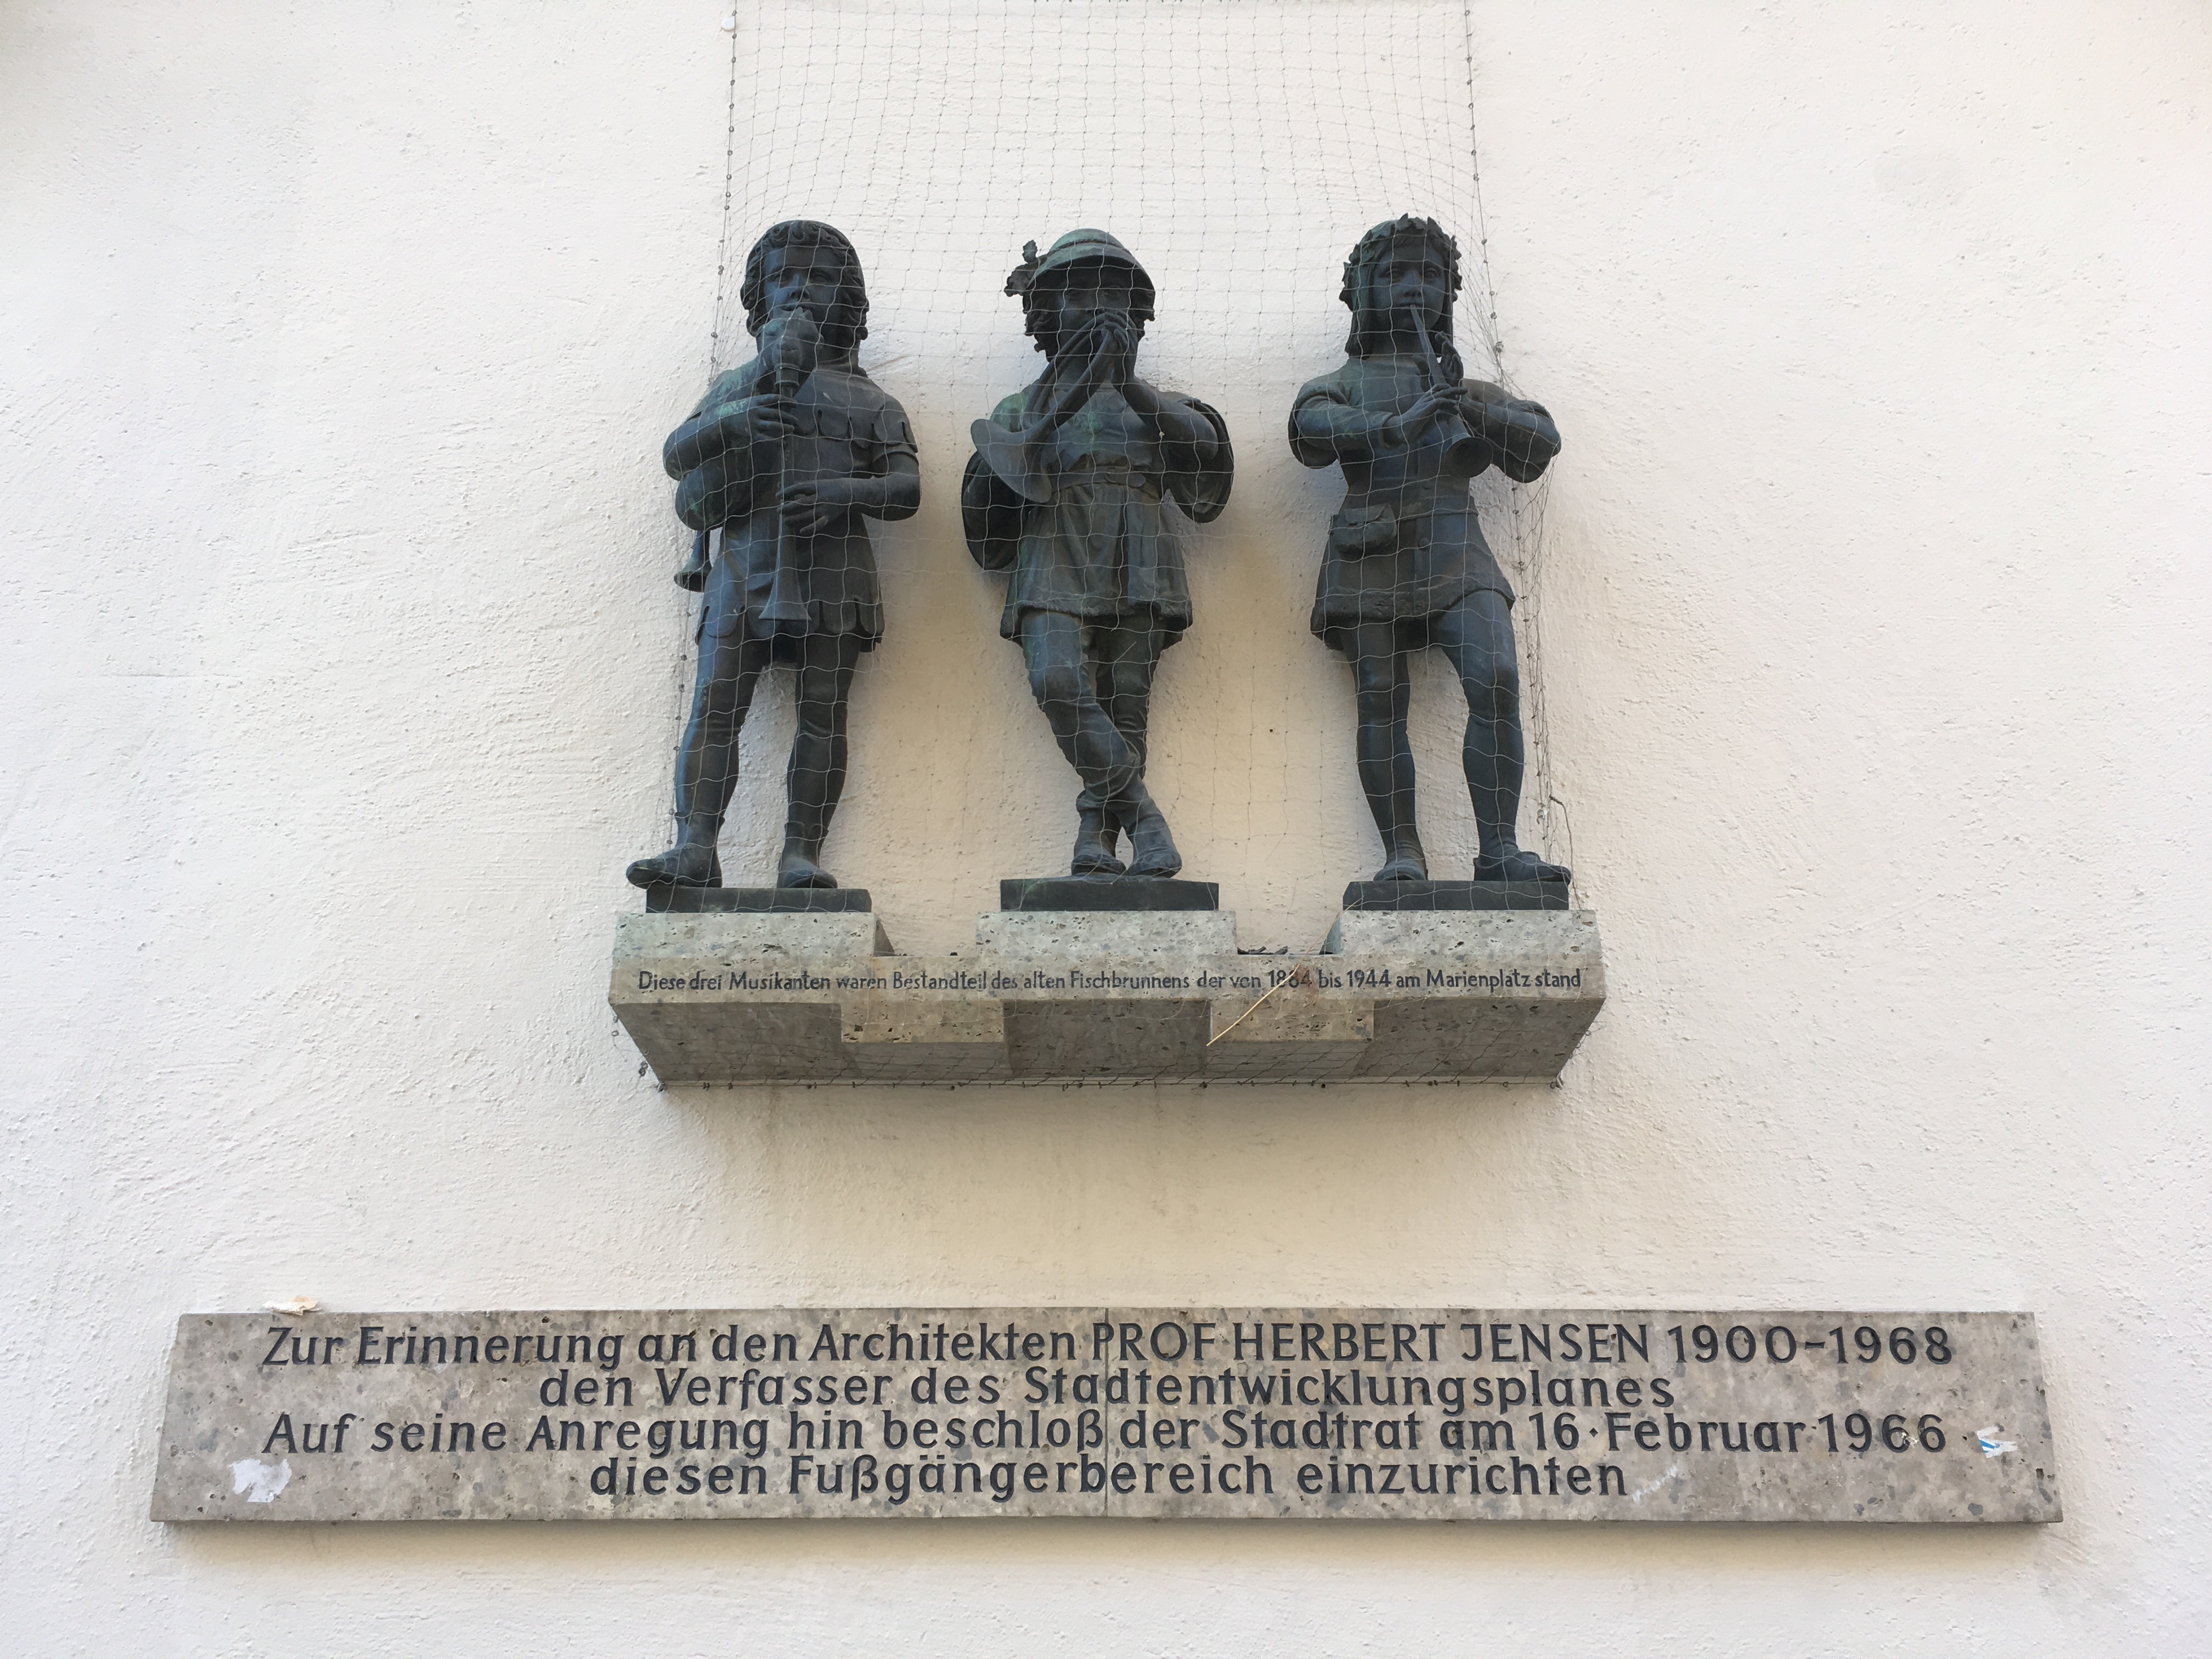 Diese drei Musikanten waren Bestandteil des alten Fischbrunnens der von 1864 bis 1944 am Marienplatz stand
Zur Erinnerung an den Architekten PROF HERBERT JENSEN 1900-1968
den Verfasser des Stadtentwicklungsplanes
Auf seine Anregung hin beschloß der Stadtrat am 16·Februar 1966
diesen Fußgängerbereich einzurichten